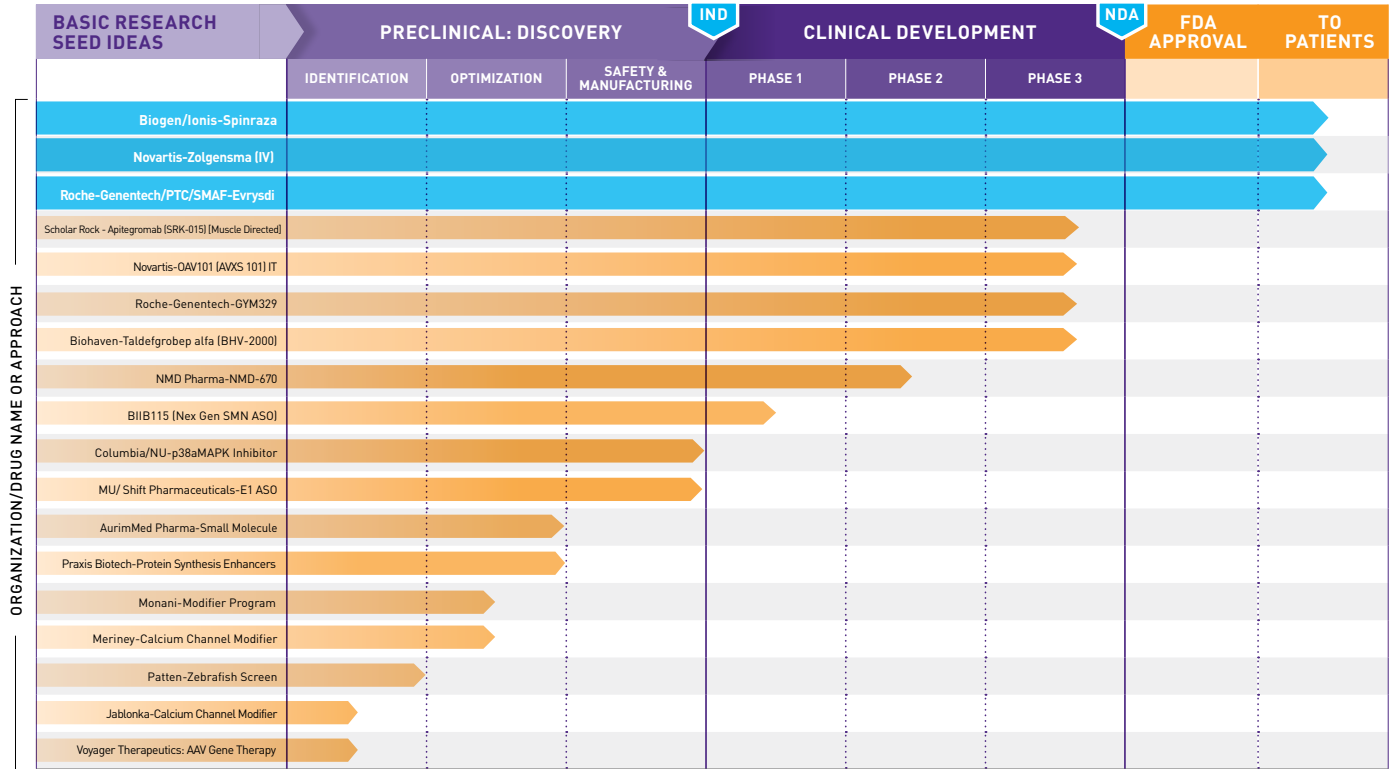 BASIC RESEARCH
SEED IDEAS
PRECLINICAL: DISCOVERY
IND
CLINICAL DEVELOPMENT
NDA
FDA
APPROVAL
TO
PATIENTS
IDENTIFICATION
OPTIMIZATION
SAFETY &
MANUFACTURING
PHASE 1
PHASE 2
PHASE 3
ORGANIZATION/DRUG NAME OR APPROACH
Biogen/Ionis-Spinraza
Novartis-Zolgensma (IV)
Roche-Genentech/PTC/SMAF-Evrysdi
Scholar Rock - Apitegromab (SRK-015) [Muscle Directed]
Novartis-OAV101 (AVXS 101) IT
Roche-Genentech-GYM329
Biohaven-Taldefgrobep alfa (BHV-2000)
NMD Pharma-NMD-670
BIIB115 (Nex Gen SMN ASO)
Columbia/NU-p38aMAPK Inhibitor
MU/ Shift Pharmaceuticals-E1 ASO
AurimMed Pharma-Small Molecule
Praxis Biotech-Protein Synthesis Enhancers
Monani-Modifier Program
Meriney-Calcium Channel Modifier
Patten-Zebrafish Screen
Jablonka-Calcium Channel Modifier
Voyager Therapeutics: AAV Gene Therapy